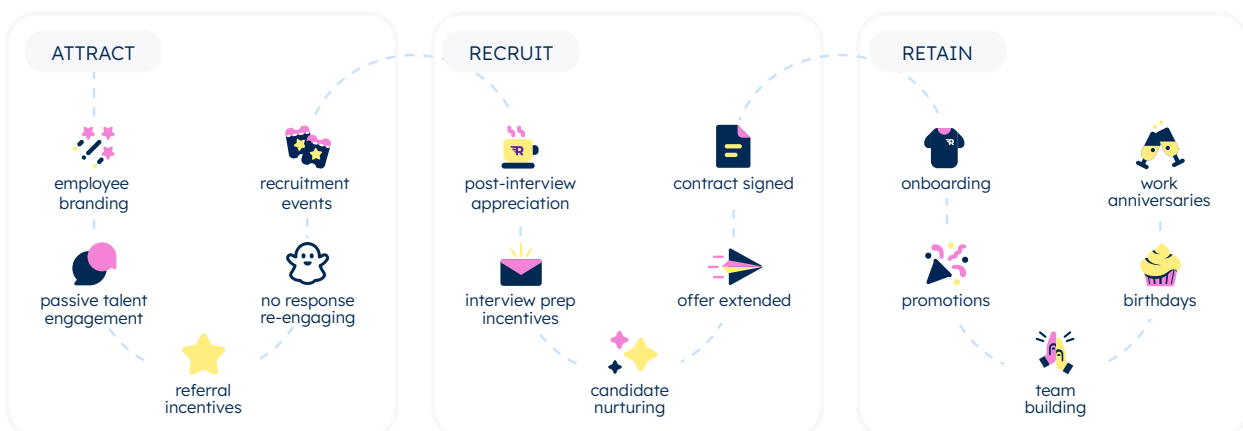 ATTRACT
employee
branding
passive talent
engagement
referral
incentives
no response
re-engaging
recruitment
events
RECRUIT
post-interview
appreciation
interview prep
incentives
candidate
nurturing
offer extended
contract signed
RETAIN
onboarding
promotions
team
building
birthdays
work
anniversaries